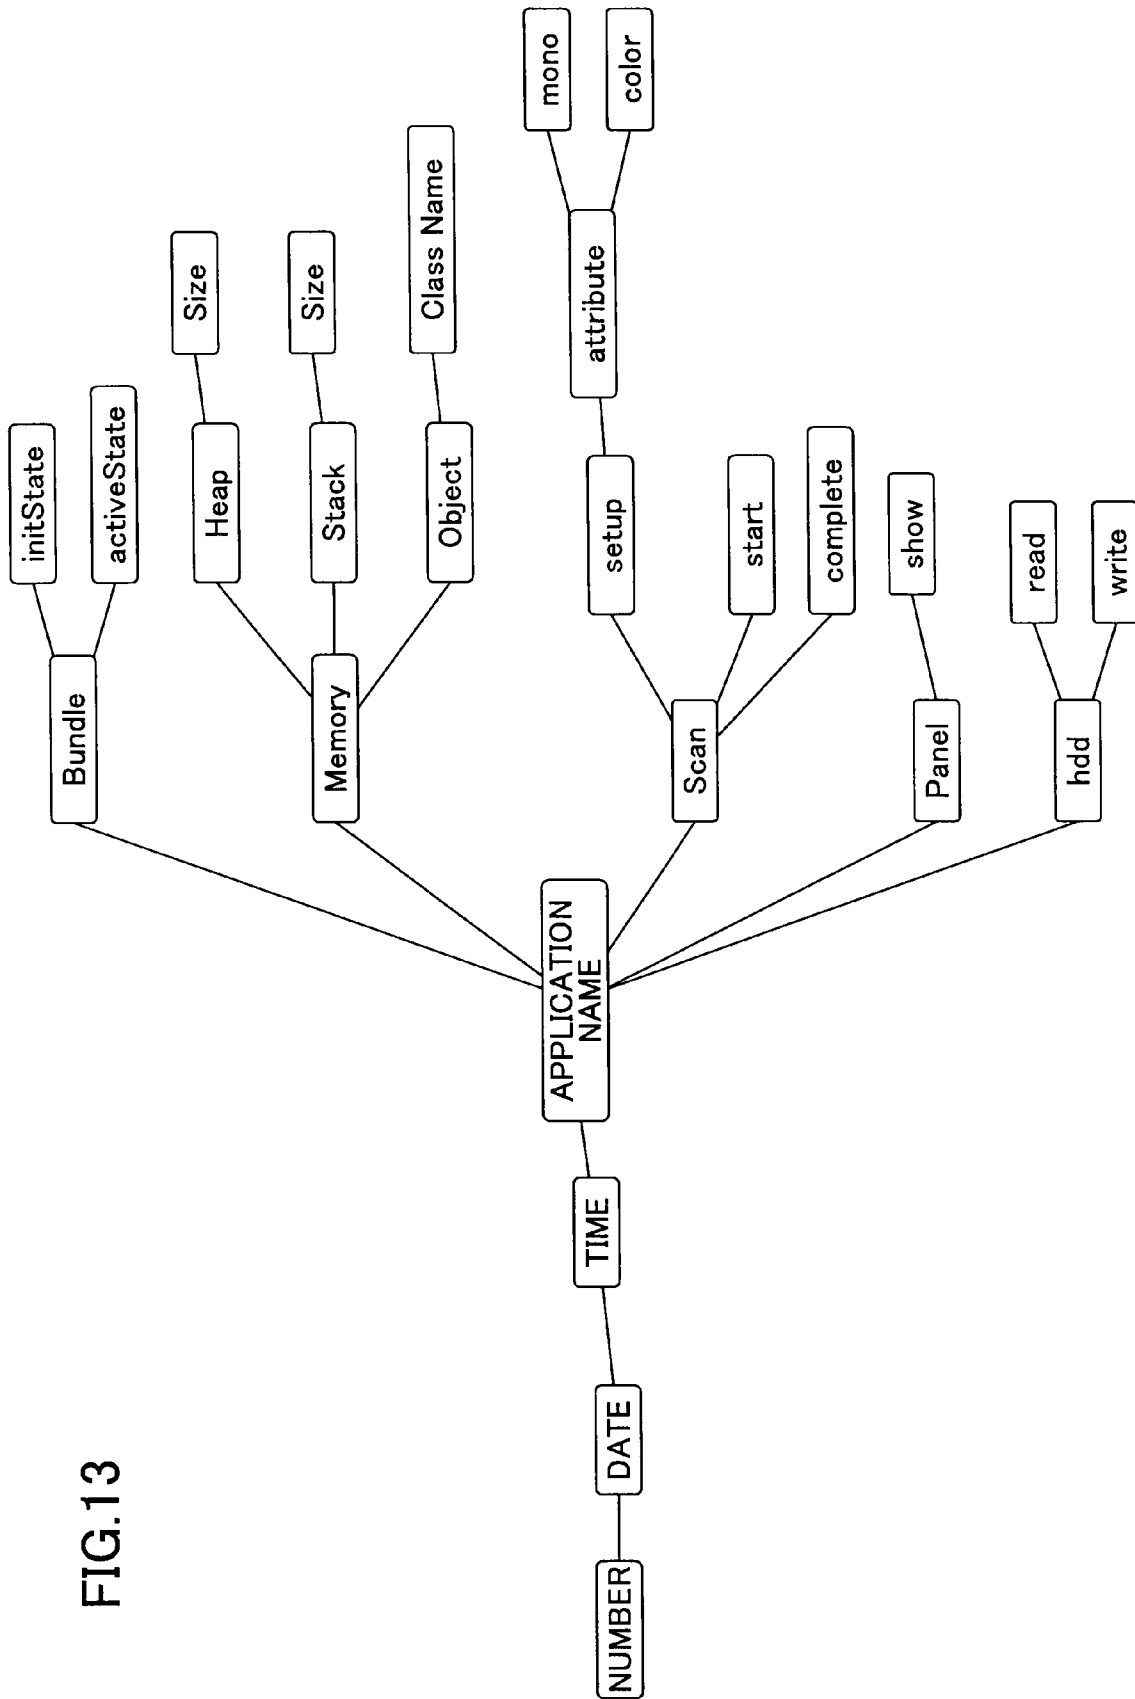 FIG.13
NUMBER
DATE
TIME
APPLICATION
NAME
Bundle
initState
activeState
Memory
Heap
Size
Stack
Size
Object
Class Name
Scan
setup
attribute
mono
color
start
complete
Panel
show
hdd
read
write